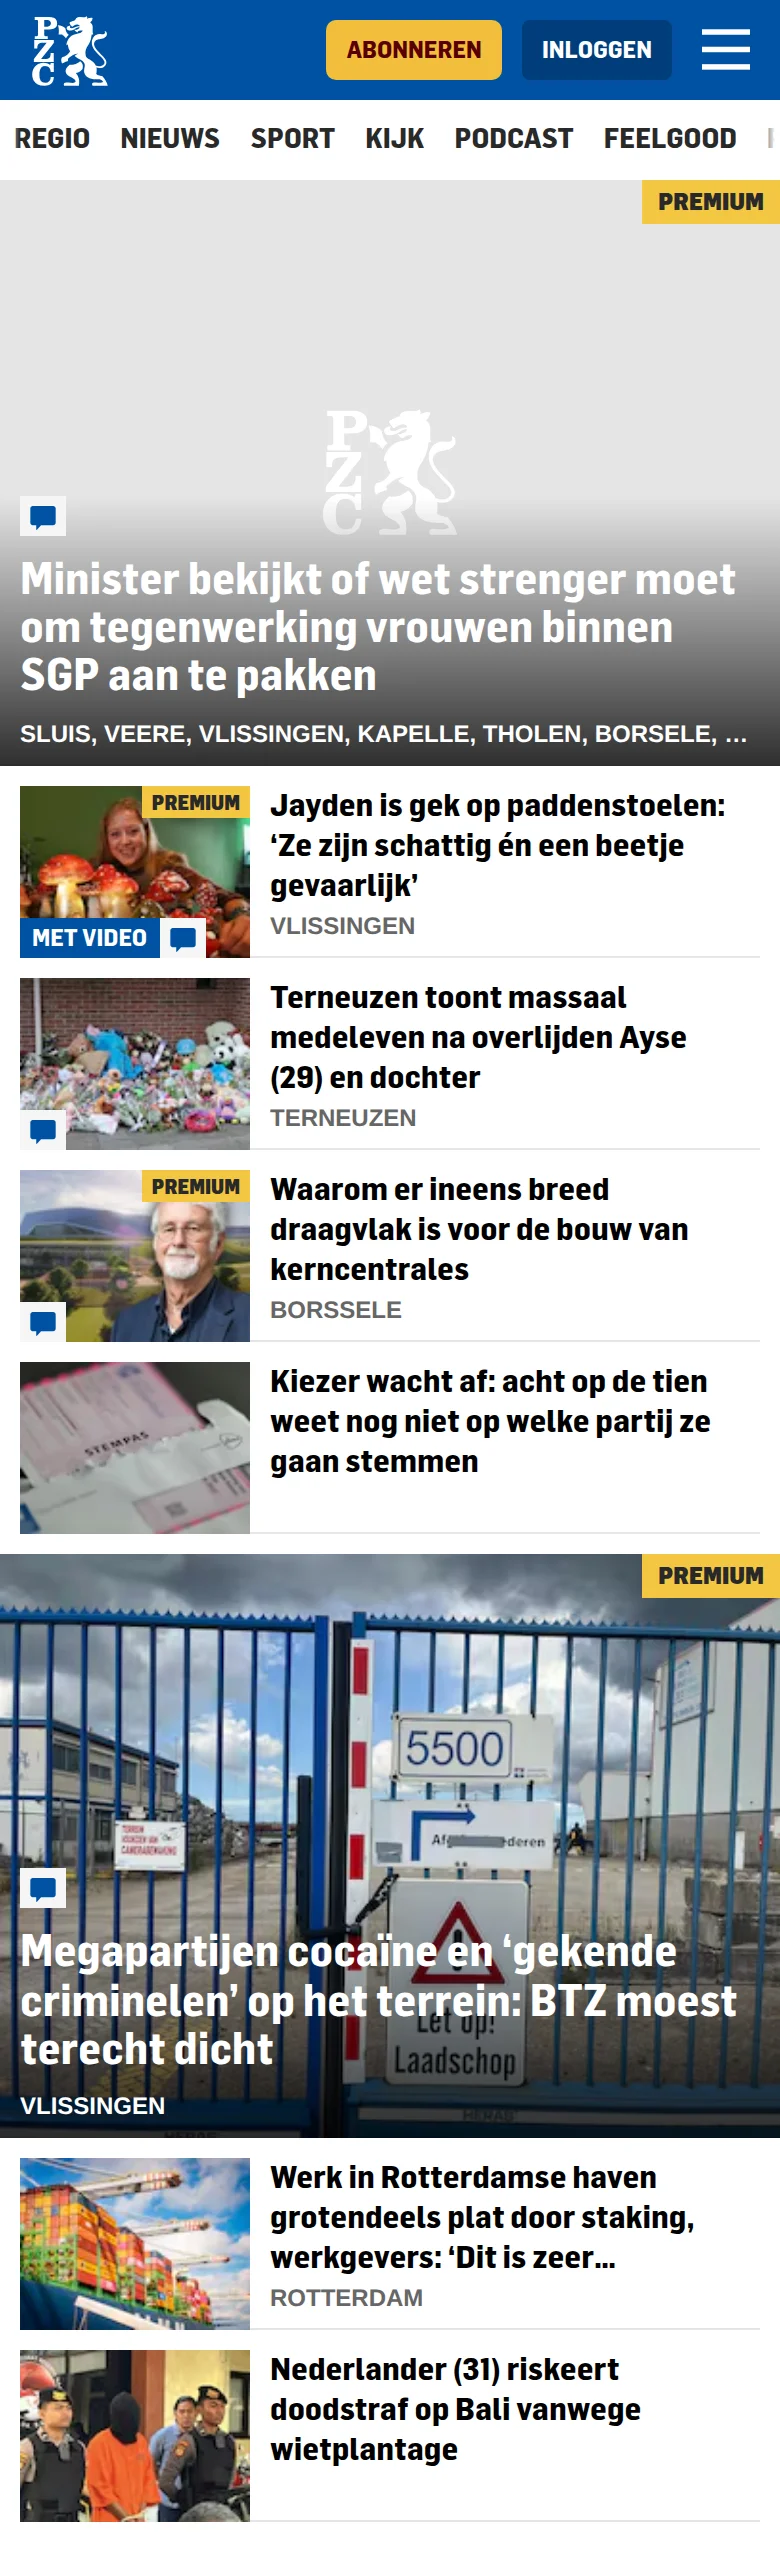 PZC
ABONNEREN
INLOGGEN
REGIO NIEUWS SPORT KIJK PODCAST FEELGOOD
PREMIUM
PZC
Minister bekijkt of wet strenger moet
om tegenwerking vrouwen binnen
SGP aan te pakken
SLUIS, VEERE, VLISSINGEN, KAPELLE, THOLEN, BORSELE, ...
PREMIUM
MET VIDEO
Jayden is gek op paddenstoelen:
‘Ze zijn schattig én een beetje
gevaarlijk’
VLISSINGEN
Terneuzen toont massaal
medeleven na overlijden Ayse
(29) en dochter
TERNEUZEN
PREMIUM
Waarom er ineens breed
draagvlak is voor de bouw van
kerncentrales
BORSSELE
STEMPAS
Kiezer wacht af: acht op de tien
weet nog niet op welke partij ze
gaan stemmen
PREMIUM
5500
Let op!
Laadschop
HERAS
Megapartijen cocaïne en ‘gekende
criminelen’ op het terrein: BTZ moest
terecht dicht
VLISSINGEN
Werk in Rotterdamse haven
grotendeels plat door staking,
werkgevers: ‘Dit is zeer...
ROTTERDAM
Nederlander (31) riskeert
doodstraf op Bali vanwege
wietplantage